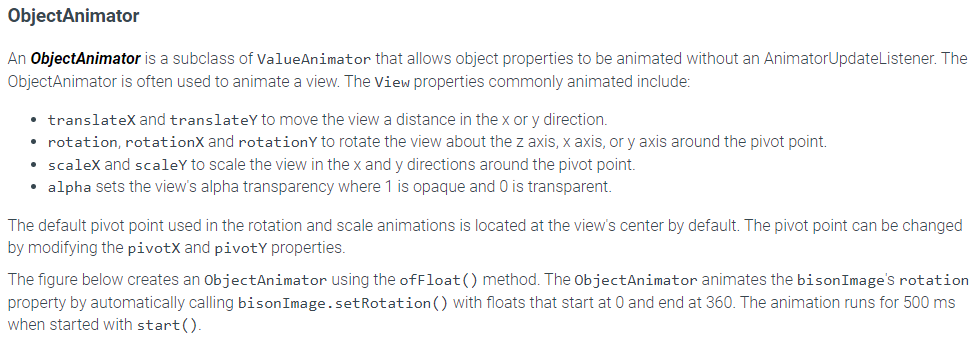 ObjectAnimator
An ObjectAnimator is a subclass of ValueAnimator that allows object properties to be animated without an AnimatorUpdateListener. The
ObjectAnimator is often used to animate a view. The View properties commonly animated include:
• translateX and translateY to move the view a distance in the x or y direction.
• rotation, rotationX and rotationY to rotate the view about the z axis, x axis, or y axis around the pivot point.
• scaleX and scaleY to scale the view in the x and y directions around the pivot point.
• alpha sets the view's alpha transparency where 1 is opaque and 0 is transparent.
The default pivot point used in the rotation and scale animations is located at the view's center by default. The pivot point can be changed
by modifying the pivotX and pivotY properties.
The figure below creates an ObjectAnimator using the ofFloat() method. The ObjectAnimator animates the bisonImage's rotation
property by automatically calling bisonImage.setRotation() with floats that start at 0 and end at 360. The animation runs for 500 ms
when started with start().